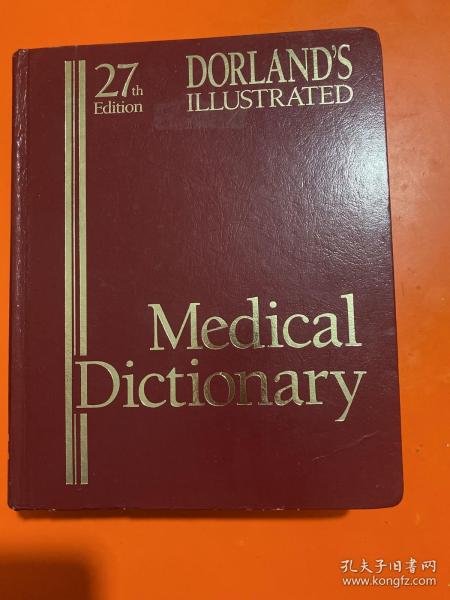 27th
Edition
DORLAND'S
ILLUSTRATED
Medical
Dictionary
孔夫子旧书网
www.kongfz.com